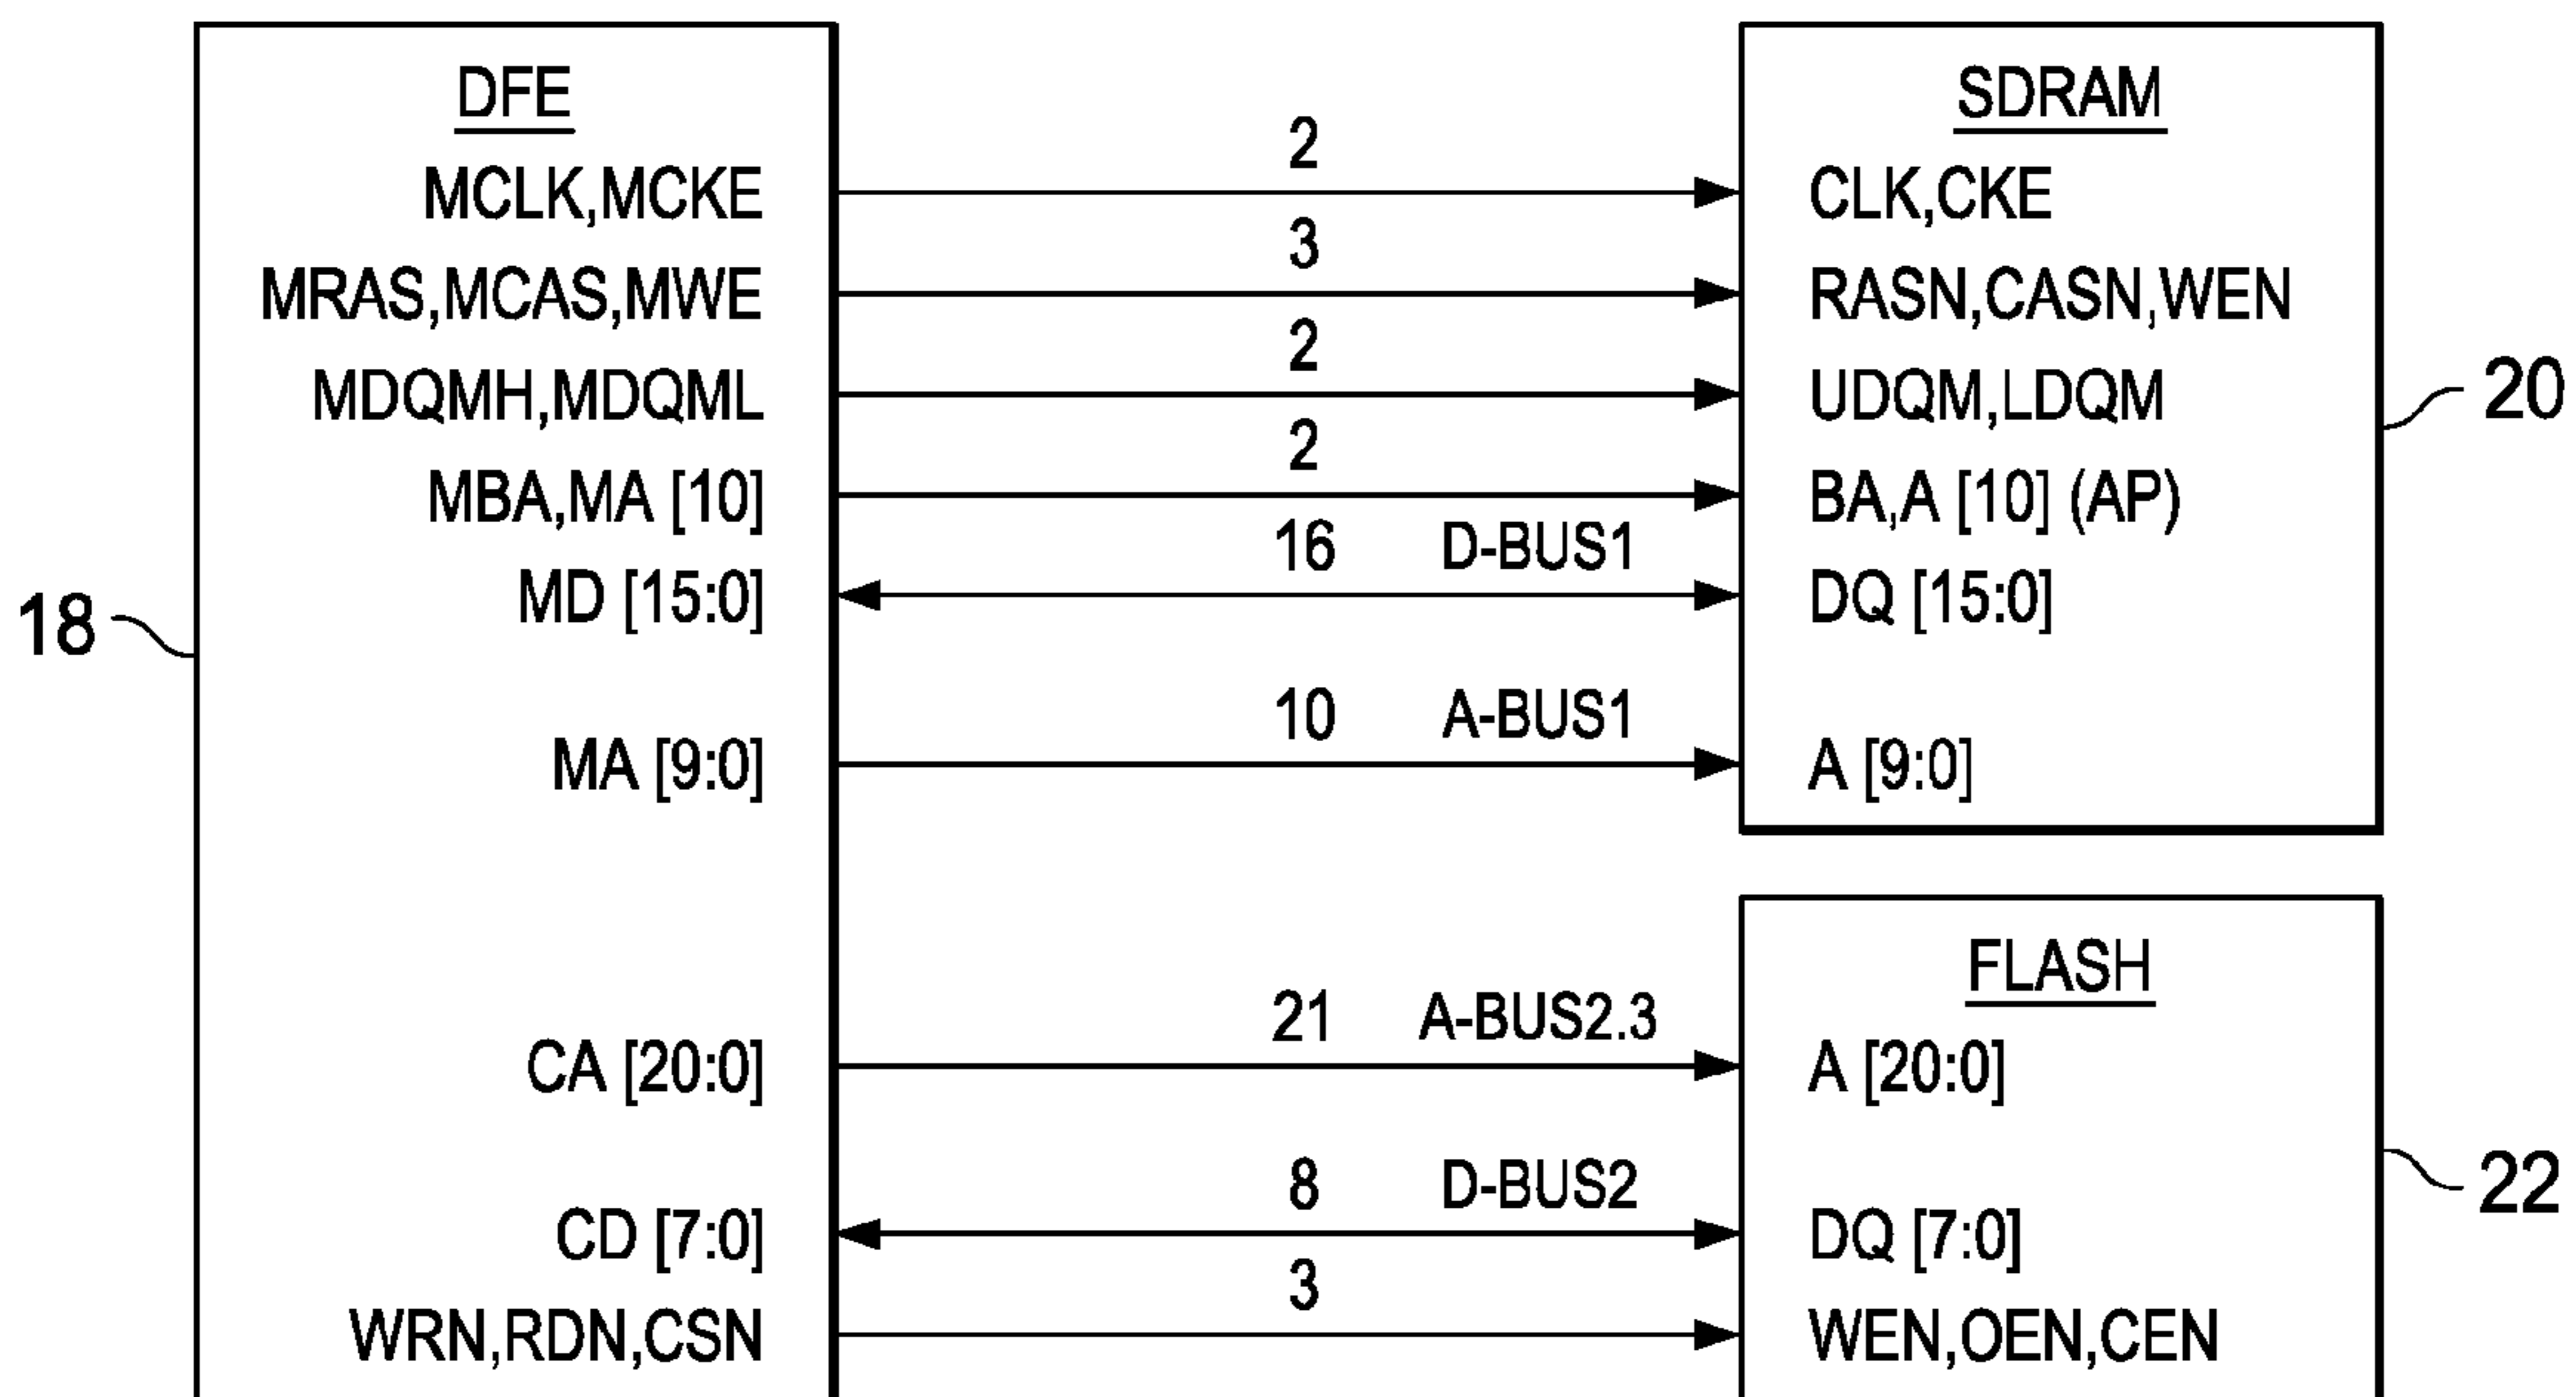 DFE
SDRAM
2
MCLK,MCKE
CLK,CKE
3
MRAS,MCAS,MWE
RASN,CASN,WEN
2
MDQMH,MDQML
UDQM,LDQM
20
2
MBA,MA [10]
BA,A [10] (AP)
16 D-BUS1
MD [15:0]
DQ [15:0]
18
10 A-BUS1
MA [9:0]
A [9:0]
FLASH
21 A-BUS2.3
CA [20:0]
A [20:0]
8 D-BUS2
22
CD [7:0]
DQ [7:0]
3
WRN,RDN,CSN
WEN,OEN,CEN